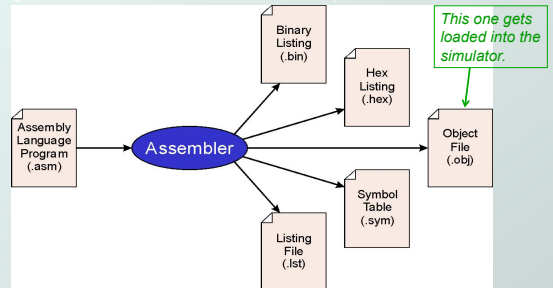 Binary
Listing
(.bin)
This one gets
loaded into the
simulator.
Hex
Listing
(.hex)
Assembly
Language
Program
(.asm)
Assembler
Object
File
(.obj)
Symbol
Table
(.sym)
Listing
File
(.lst)